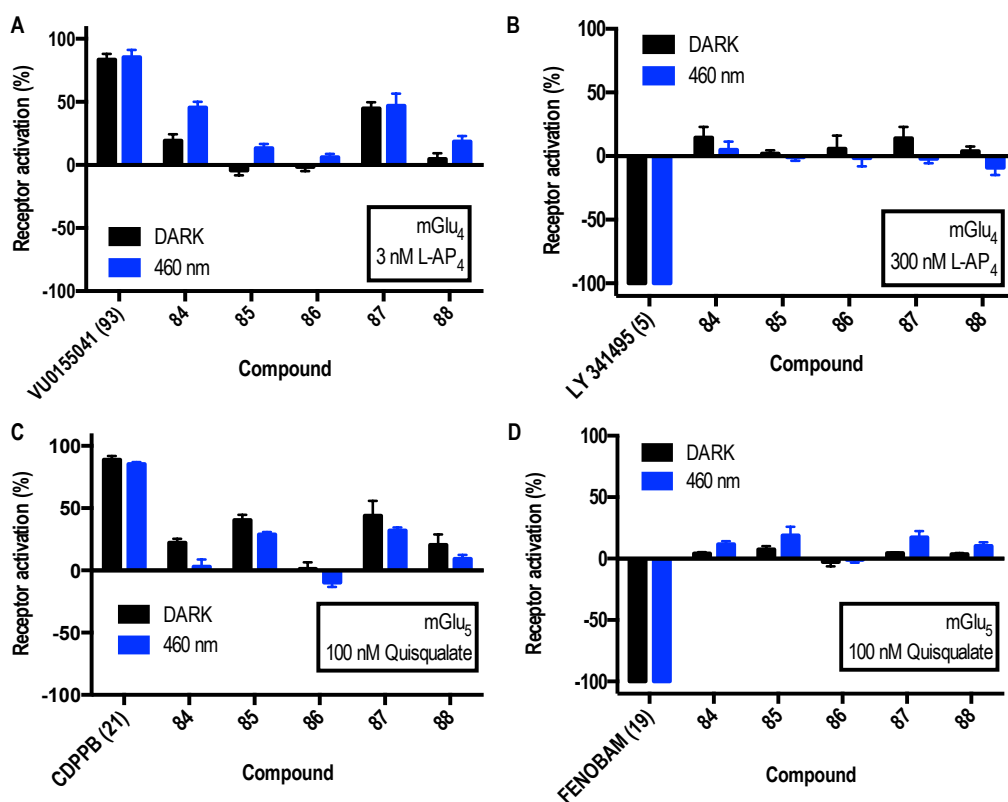 A
Receptor activation (%)
100
50
0
-50
-100
DARK
460 nm
mGlu4
3 nM L-AP4
VU0155041 (93)
84
85
86
87
88
Compound
B
Receptor activation (%)
100
50
0
-50
-100
DARK
460 nm
mGlu4
300 nM L-AP4
LY 341495 (5)
84
85
86
87
88
Compound
C
Receptor activation (%)
100
50
0
-50
-100
DARK
460 nm
mGlu5
100 nM Quisqualate
CDPPB (21)
84
85
86
87
88
Compound
D
Receptor activation (%)
100
50
0
-50
-100
DARK
460 nm
mGlu5
100 nM Quisqualate
FENOBAM (19)
84
85
86
87
88
Compound